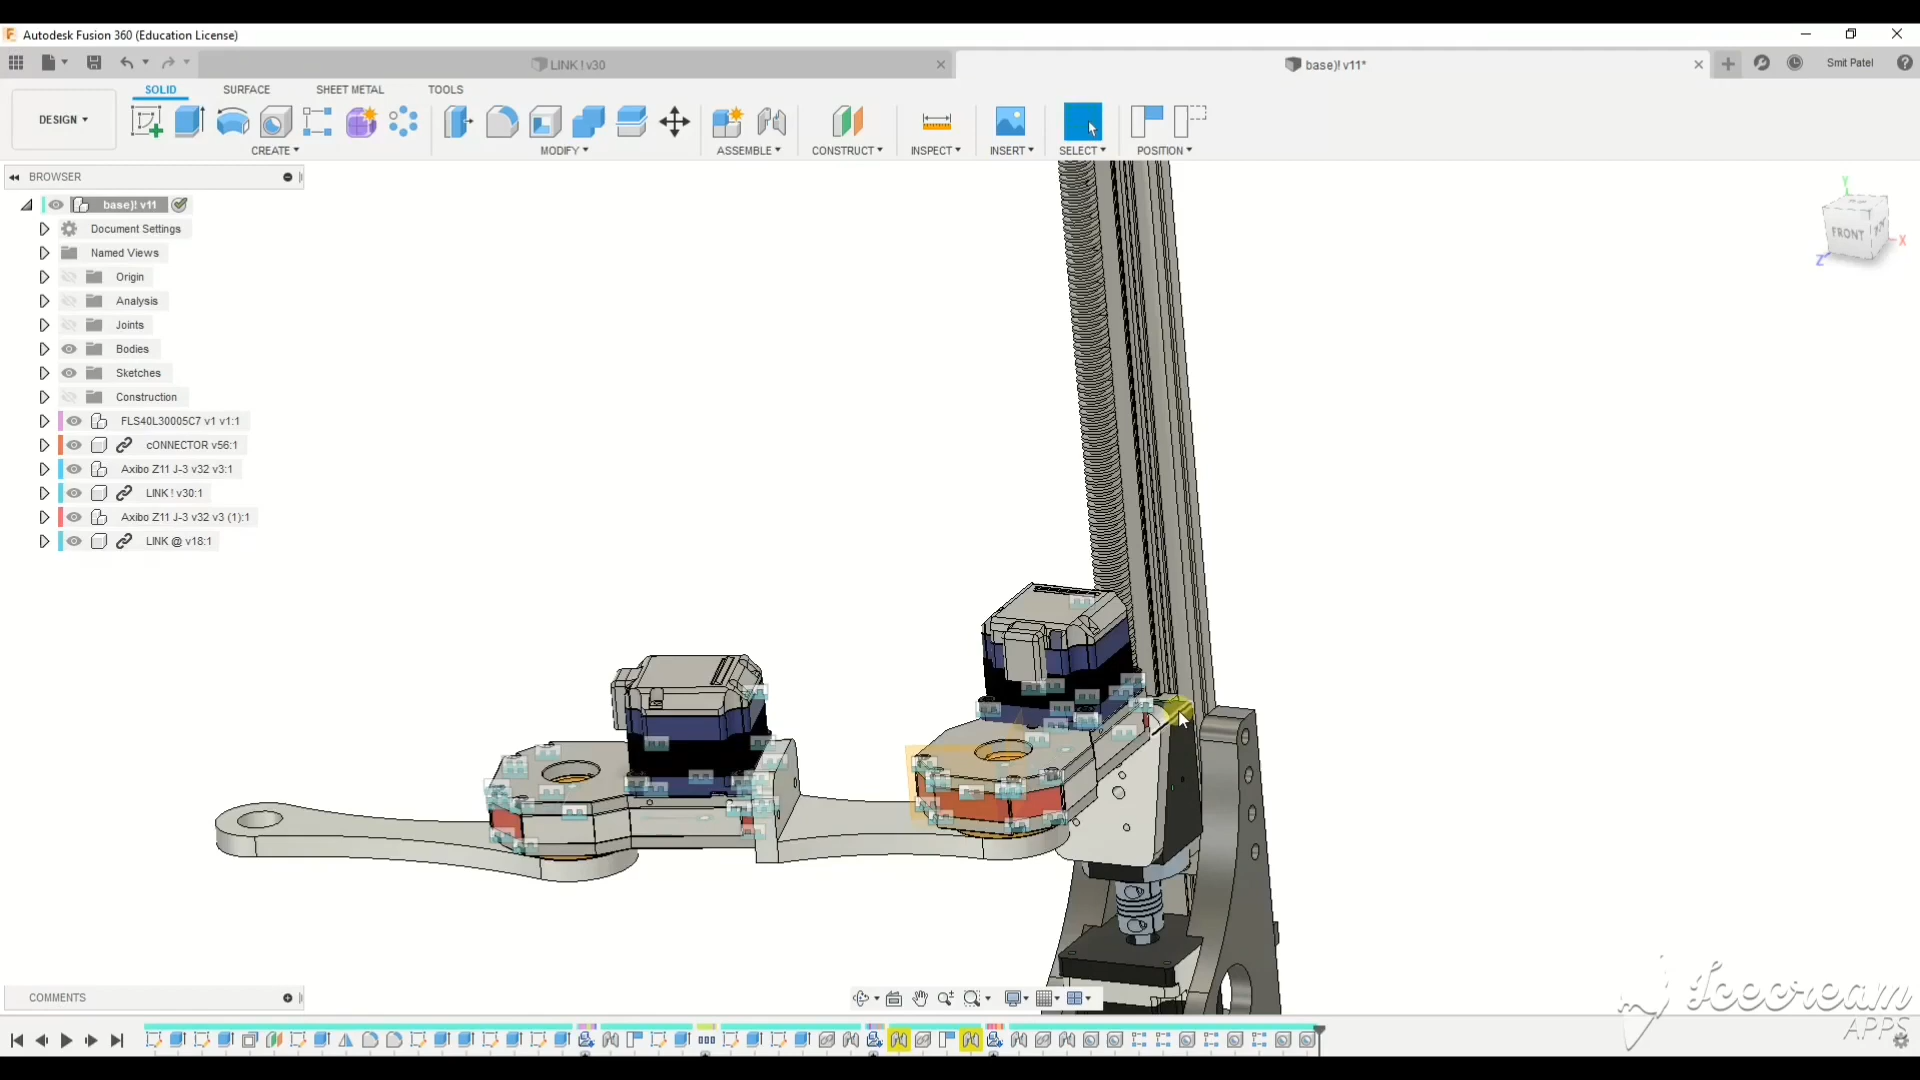 Autodesk Fusion 360 (Education License)
LINK ! v30
base)! v11*
Smit Patel
SOLID
SURFACE
SHEET METAL
TOOLS
DESIGN
CREATE
MODIFY
ASSEMBLE
CONSTRUCT
INSPECT
INSERT
SELECT
POSITION
BROWSER
base)! v11
Document Settings
Named Views
Origin
Analysis
Joints
Bodies
Sketches
Construction
FLS40L30005C7 v1 v1:1
cONNECTOR v56:1
Axibo Z11 J-3 v32 v3:1
LINK ! v30:1
Axibo Z11 J-3 v32 v3 (1):1
LINK @ v18:1
Y
FRONT
X
Z
COMMENTS
Icecream
APPS